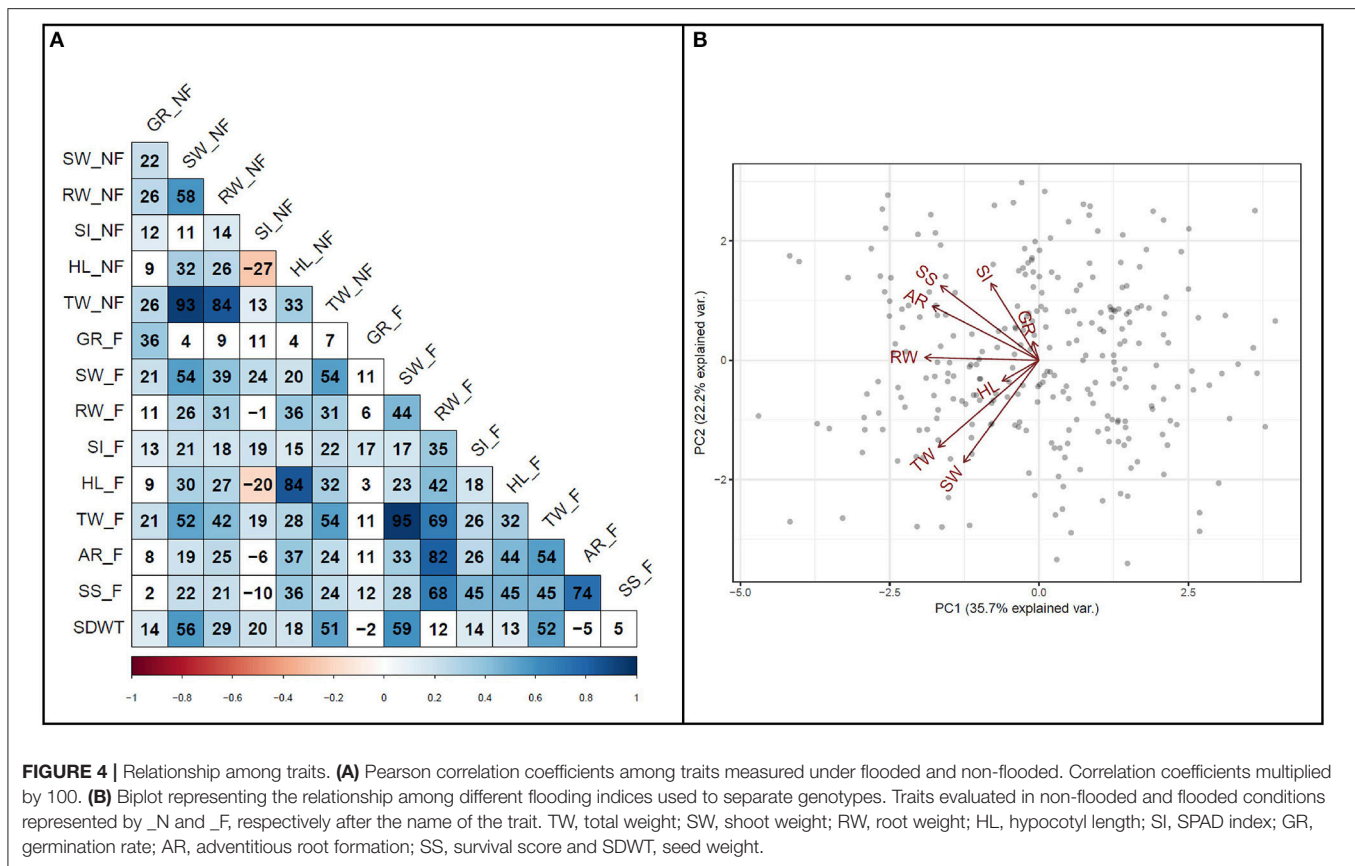 A
GR_NF
SW_NF 22 SW_NF
RW_NF 26 58 RW_NF
SI_NF 12 11 14 SI_NF
HL_NF 9 32 26 −27 HL_NF
TW_NF 26 93 84 13 33 TW_NF
GR_F 36 4 9 11 4 7 GR_F
SW_F 21 54 39 24 20 54 11 SW_F
RW_F 11 26 31 −1 36 31 6 44 RW_F
SI_F 13 21 18 19 15 22 17 17 35 SI_F
HL_F 9 30 27 −20 84 32 3 23 42 18 HL_F
TW_F 21 52 42 19 28 54 11 95 69 26 32 TW_F
AR_F 8 19 25 −6 37 24 11 33 82 26 44 54 AR_F
SS_F 2 22 21 −10 36 24 12 28 68 45 45 45 74 SS_F
SDWT 14 56 29 20 18 51 −2 59 12 14 13 52 −5 5
−1 −0.8 −0.6 −0.4 −0.2 0 0.2 0.4 0.6 0.8 1
B
PC2 (22.2% explained var.)
2
0
−2
SS
SI
AR
GR
RW
HL
TW
SW
−5.0 −2.5 0.0 2.5
PC1 (35.7% explained var.)
FIGURE 4 | Relationship among traits. (A) Pearson correlation coefficients among traits measured under flooded and non-flooded. Correlation coefficients multiplied
by 100. (B) Biplot representing the relationship among different flooding indices used to separate genotypes. Traits evaluated in non-flooded and flooded conditions
represented by _N and _F, respectively after the name of the trait. TW, total weight; SW, shoot weight; RW, root weight; HL, hypocotyl length; SI, SPAD index; GR,
germination rate; AR, adventitious root formation; SS, survival score and SDWT, seed weight.